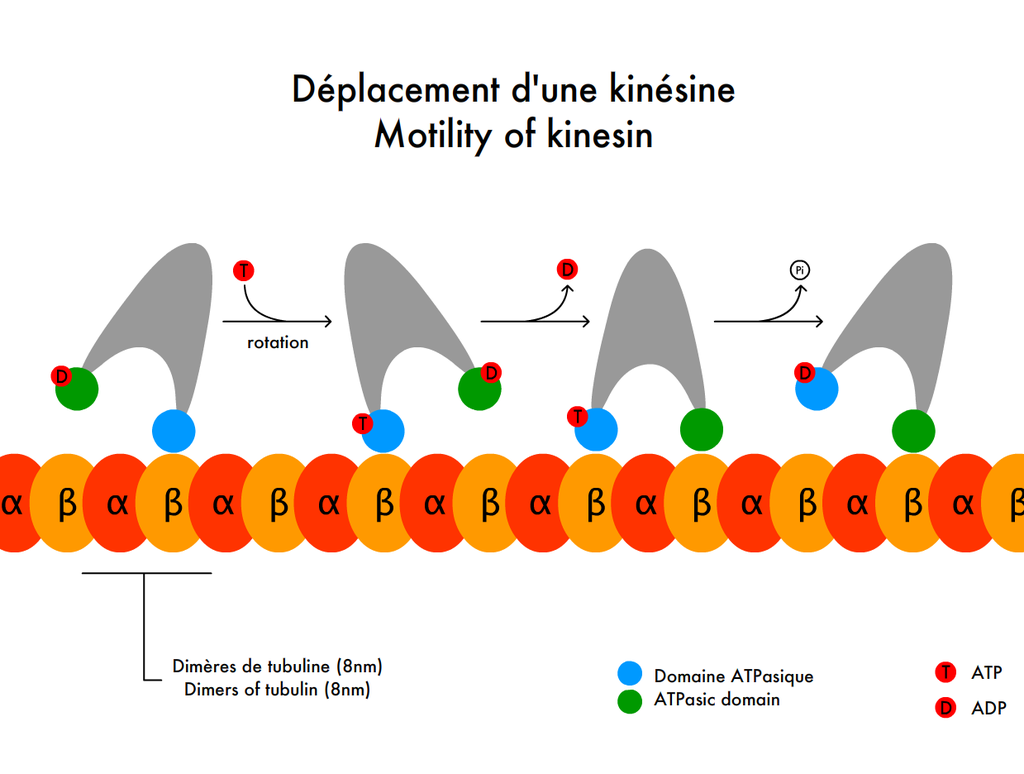 Déplacement d'une kinésine
Motility of kinesin
T
D
Pi
rotation
D
D
T
T
D
α β α β α β α β α β α β α β α β α β α β
Dimères de tubuline (8nm)
Dimers of tubulin (8nm)
Domaine ATPasique
ATPasic domain
T ATP
D ADP